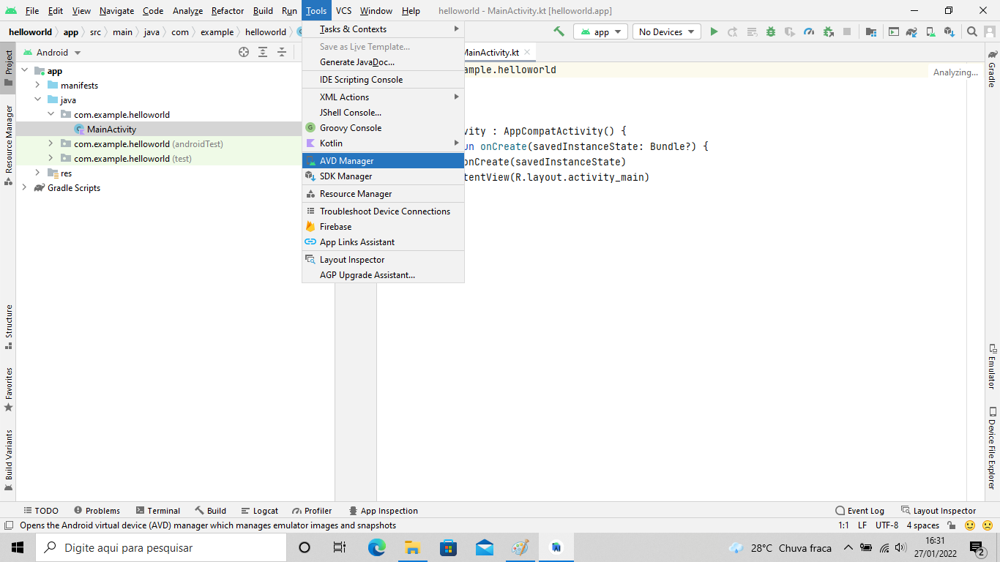 File Edit View Navigate Code Analyze Refactor Build Run Tools VCS Window Help helloworld - MainActivity.kt [helloworld.app]
helloworld app src main java com example helloworld
app No Devices
Project
Resource Manager
Structure
Favorites
Build Variants
Android
app
manifests
java
com.example.helloworld
MainActivity
com.example.helloworld (androidTest)
com.example.helloworld (test)
res
Gradle Scripts
Tasks & Contexts
Save as Live Template...
Generate JavaDoc...
IDE Scripting Console
XML Actions
JShell Console...
Groovy Console
Kotlin
AVD Manager
SDK Manager
Resource Manager
Troubleshoot Device Connections
Firebase
App Links Assistant
Layout Inspector
AGP Upgrade Assistant...
MainActivity.kt
ample.helloworld
Analyzing...
vity : AppCompatActivity() {
un onCreate(savedInstanceState: Bundle?) {
onCreate(savedInstanceState)
tentView(R.layout.activity_main)
Gradle
Emulator
Device File Explorer
TODO Problems Terminal Build Logcat Profiler App Inspection Event Log Layout Inspector
Opens the Android virtual device (AVD) manager which manages emulator images and snapshots 1:1 LF UTF-8 4 spaces
Digite aqui para pesquisar
28°C Chuva fraca
16:31
27/01/2022
2